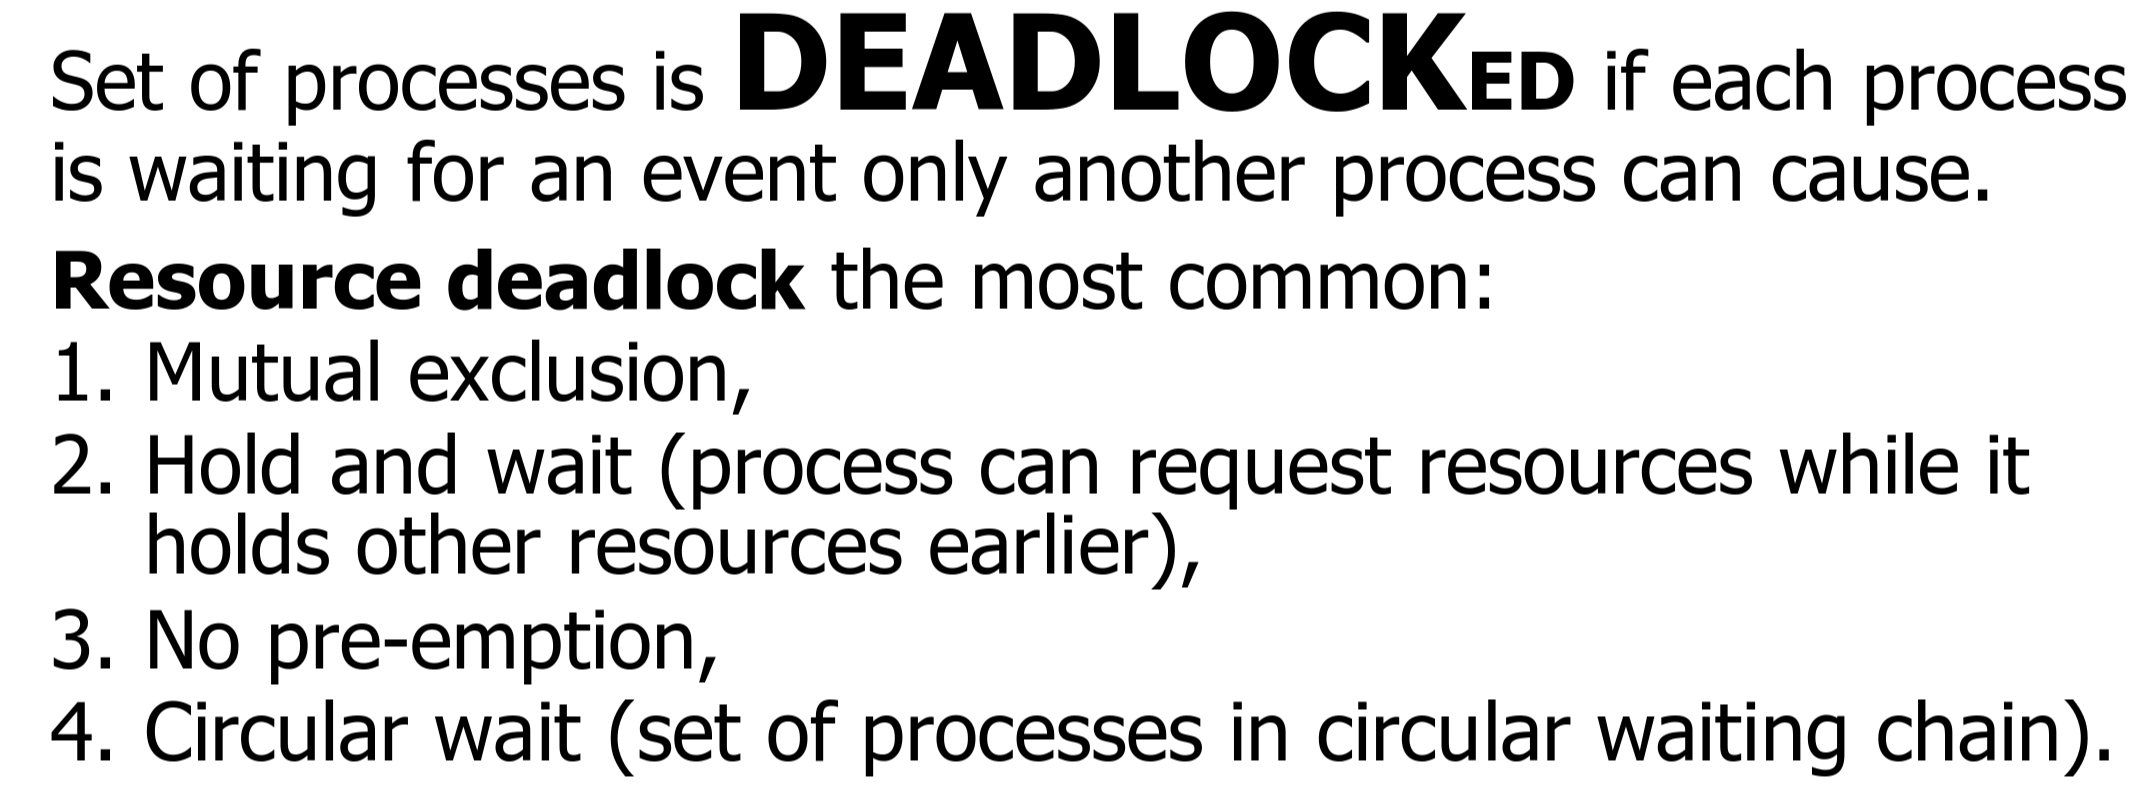 Set of processes is DEADLOCKED if each process
is waiting for an event only another process can cause.
Resource deadlock the most common:
1. Mutual exclusion,
2. Hold and wait (process can request resources while it
holds other resources earlier),
3. No pre-emption,
4. Circular wait (set of processes in circular waiting chain).